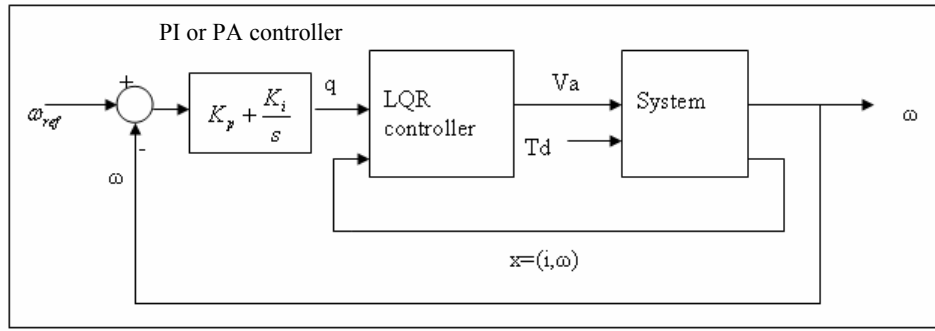 PI or PA controller
+
ω_ref
-
ω
K_p + K_i/s
q
LQR
controller
Va
Td
System
ω
x=(i,ω)